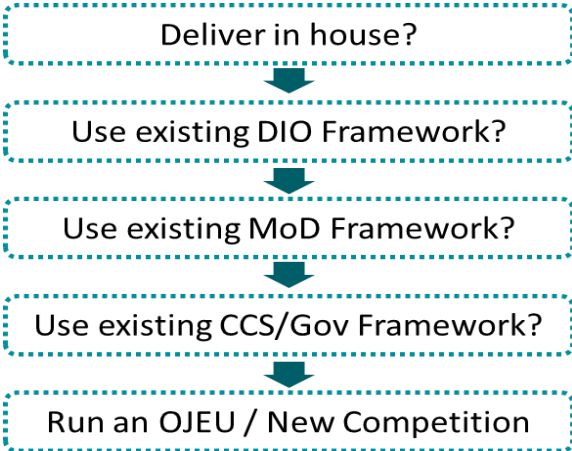 Deliver in house?
Use existing DIO Framework?
Use existing MoD Framework?
Use existing CCS/Gov Framework?
Run an OJEU / New Competition